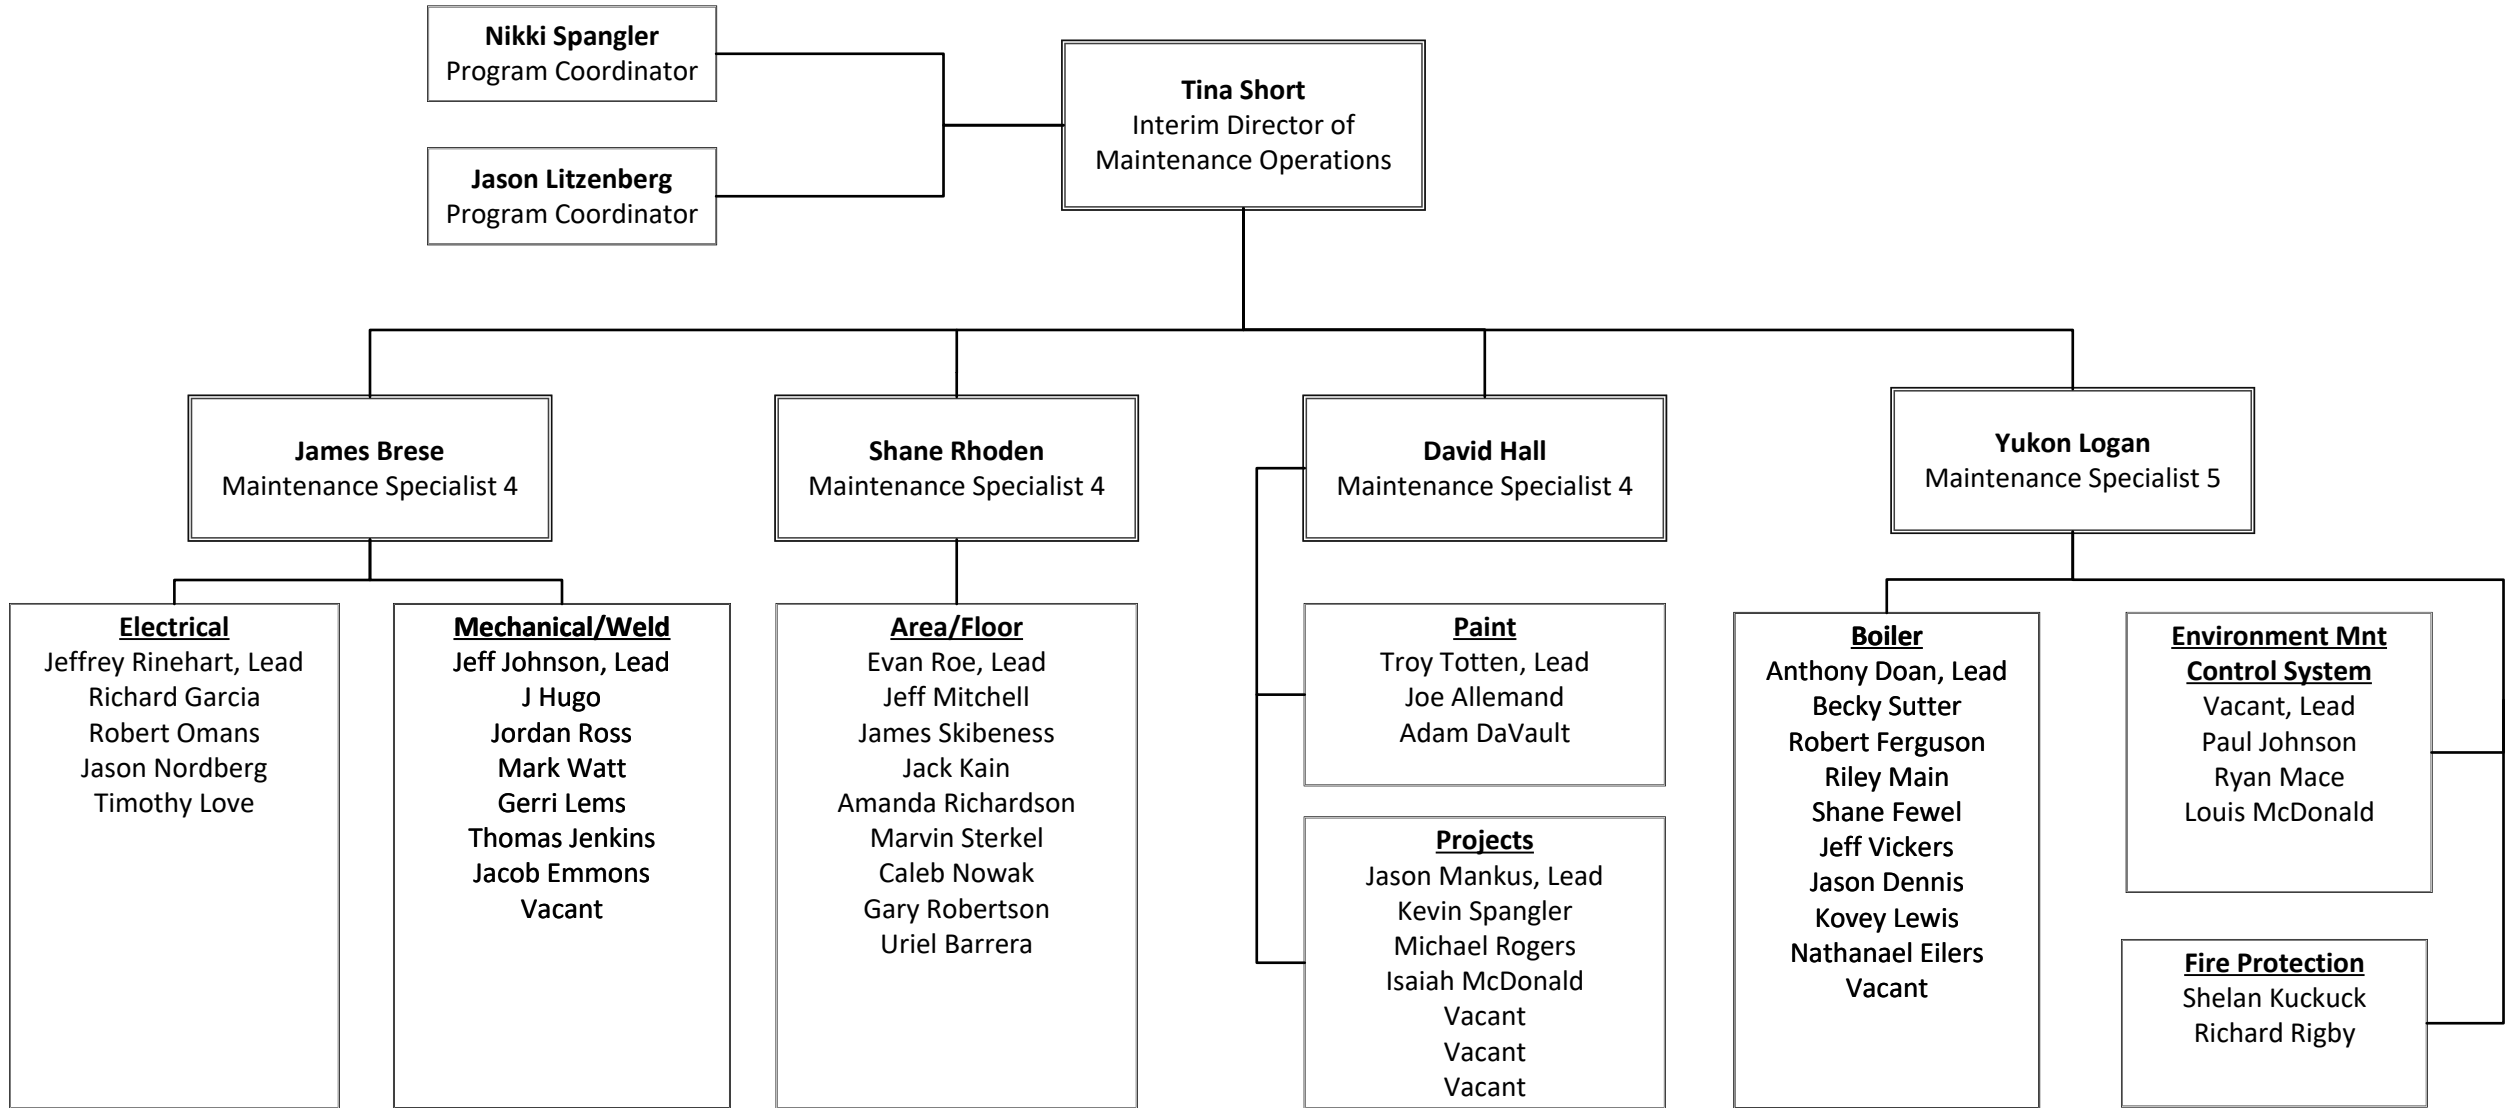 Nikki Spangler
Program Coordinator
Tina Short
Interim Director of
Maintenance Operations
Jason Litzenberg
Program Coordinator
James Brese
Maintenance Specialist 4
Shane Rhoden
Maintenance Specialist 4
David Hall
Maintenance Specialist 4
Yukon Logan
Maintenance Specialist 5
Electrical
Jeffrey Rinehart, Lead
Richard Garcia
Robert Omans
Jason Nordberg
Timothy Love
Mechanical/Weld
Jeff Johnson, Lead
J Hugo
Jordan Ross
Mark Watt
Gerri Lems
Thomas Jenkins
Jacob Emmons
Vacant
Area/Floor
Evan Roe, Lead
Jeff Mitchell
James Skibeness
Jack Kain
Amanda Richardson
Marvin Sterkel
Caleb Nowak
Gary Robertson
Uriel Barrera
Paint
Troy Totten, Lead
Joe Allemand
Adam DaVault
Projects
Jason Mankus, Lead
Kevin Spangler
Michael Rogers
Isaiah McDonald
Vacant
Vacant
Vacant
Boiler
Anthony Doan, Lead
Becky Sutter
Robert Ferguson
Riley Main
Shane Fewel
Jeff Vickers
Jason Dennis
Kovey Lewis
Nathanael Eilers
Vacant
Environment Mnt
Control System
Vacant, Lead
Paul Johnson
Ryan Mace
Louis McDonald
Fire Protection
Shelan Kuckuck
Richard Rigby